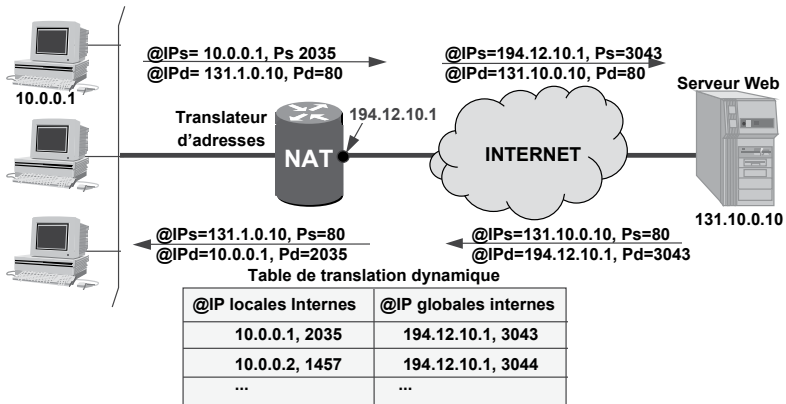 @IPs= 10.0.0.1, Ps 2035
@IPd= 131.1.0.10, Pd=80
@IPs=194.12.10.1, Ps=3043
@IPd=131.10.0.10, Pd=80
Serveur Web
10.0.0.1
Translateur
d’adresses
194.12.10.1
NAT
INTERNET
131.10.0.10
@IPs=131.1.0.10, Ps=80
@IPd=10.0.0.1, Pd=2035
@IPs=131.10.0.10, Ps=80
@IPd=194.12.10.1, Pd=3043
Table de translation dynamique
@IP locales Internes @IP globales internes
10.0.0.1, 2035 194.12.10.1, 3043
10.0.0.2, 1457 194.12.10.1, 3044
... ...